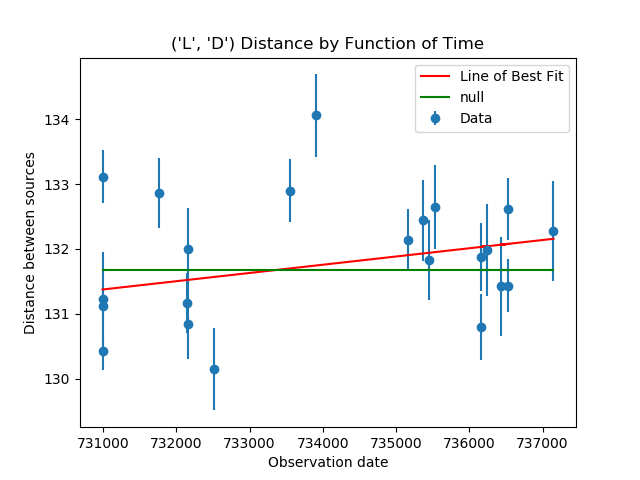 ('L', 'D') Distance by Function of Time
Line of Best Fit
null
Data
134
133
132
131
130
Distance between sources
731000 732000 733000 734000 735000 736000 737000
Observation date